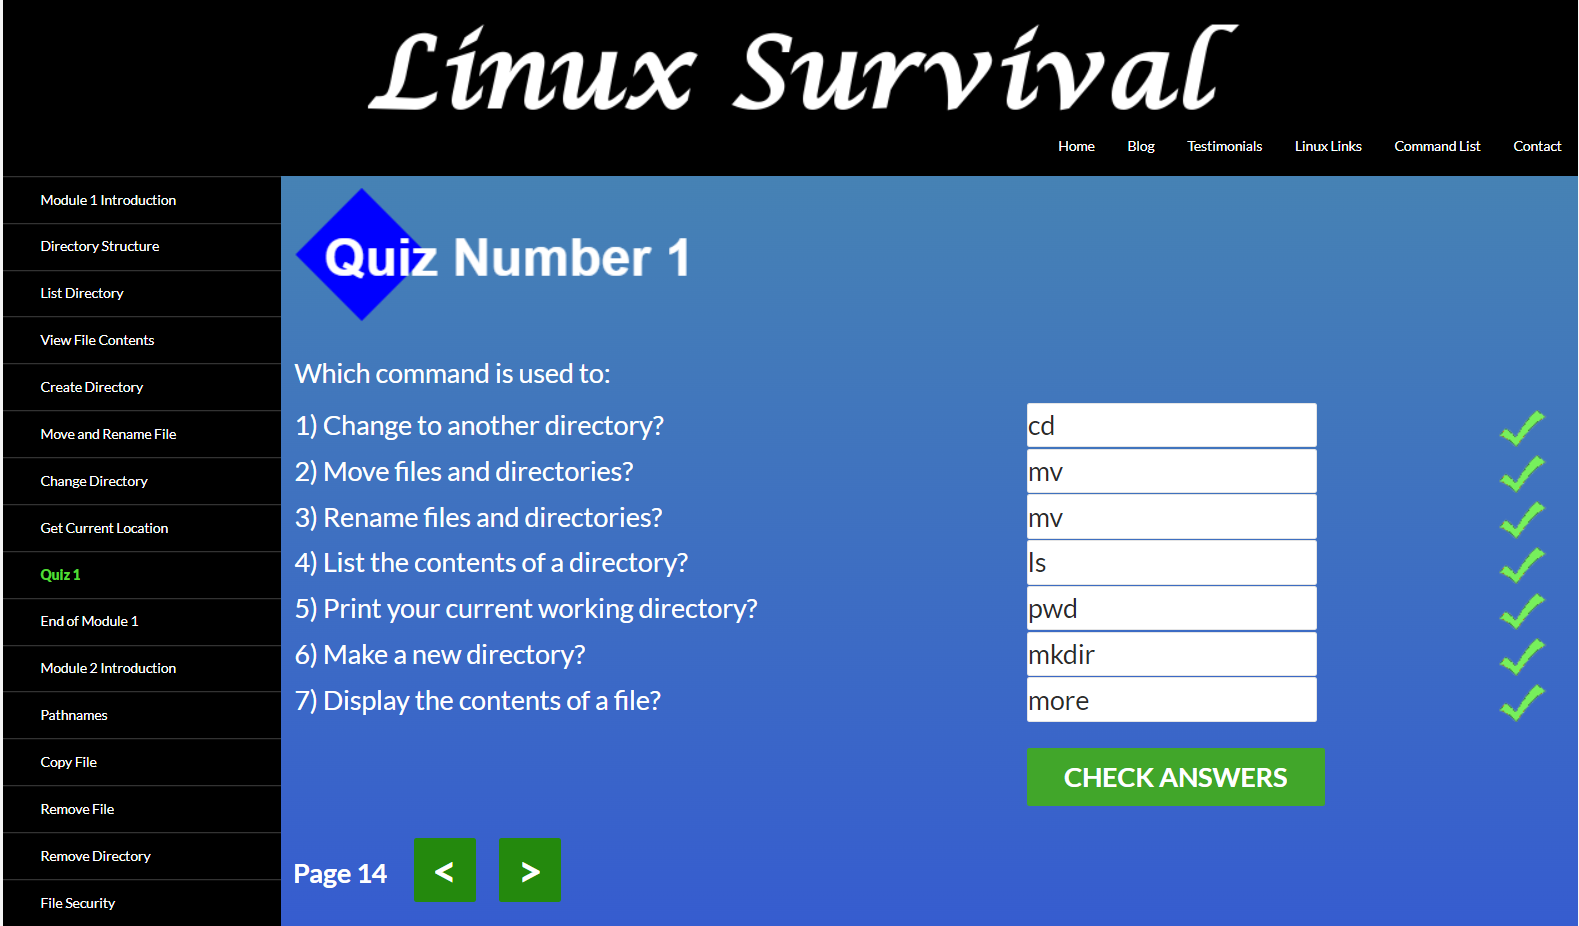 Linux Survival
Home Blog Testimonials Linux Links Command List Contact
Module 1 Introduction
Directory Structure
List Directory
View File Contents
Create Directory
Move and Rename File
Change Directory
Get Current Location
Quiz 1
End of Module 1
Module 2 Introduction
Pathnames
Copy File
Remove File
Remove Directory
File Security
Quiz Number 1
Which command is used to:
1) Change to another directory? cd
2) Move files and directories? mv
3) Rename files and directories? mv
4) List the contents of a directory? ls
5) Print your current working directory? pwd
6) Make a new directory? mkdir
7) Display the contents of a file? more
CHECK ANSWERS
Page 14 < >